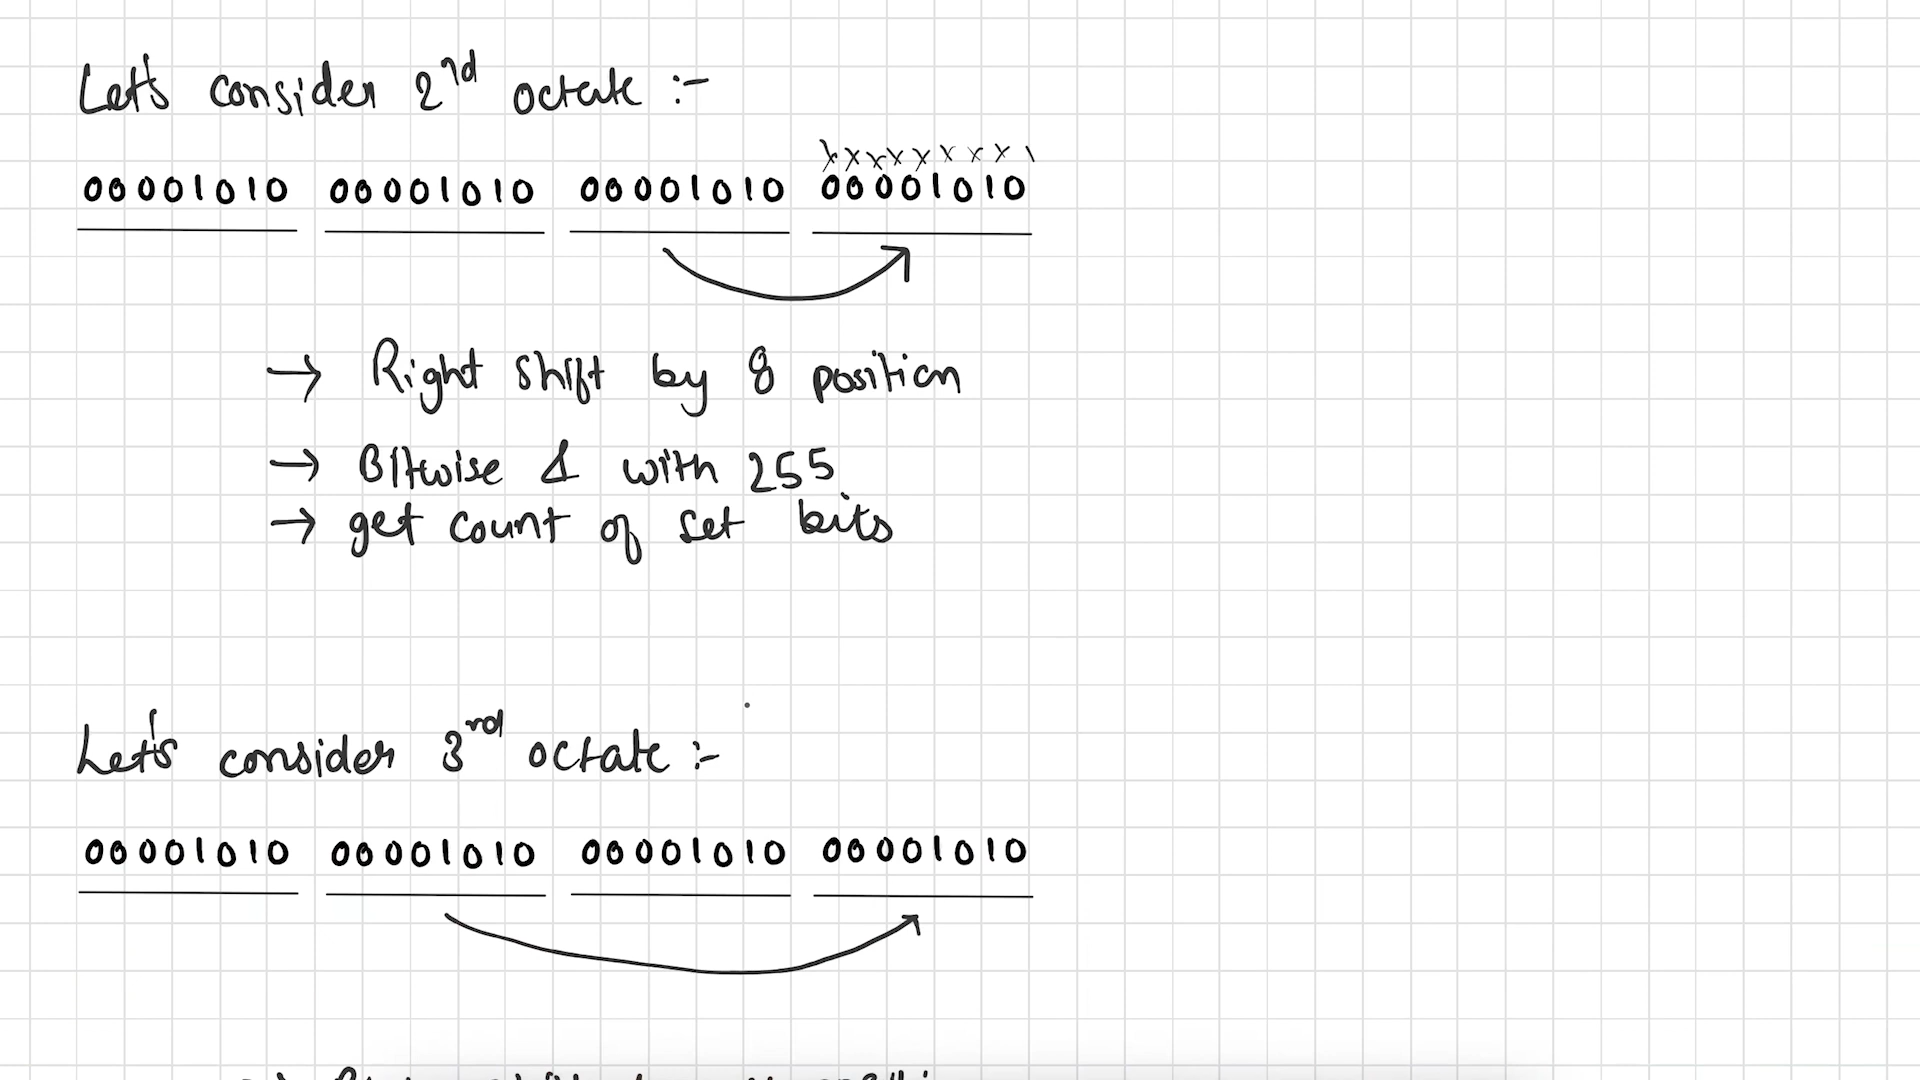 Let's consider 2nd octate :-
x x x x x x x x \
00001010 00001010 00001010 00001010
→ Right shift by 8 position
→ Bitwise & with 255
→ get count of set bits
Let's consider 3rd octate :-
00001010 00001010 00001010 00001010